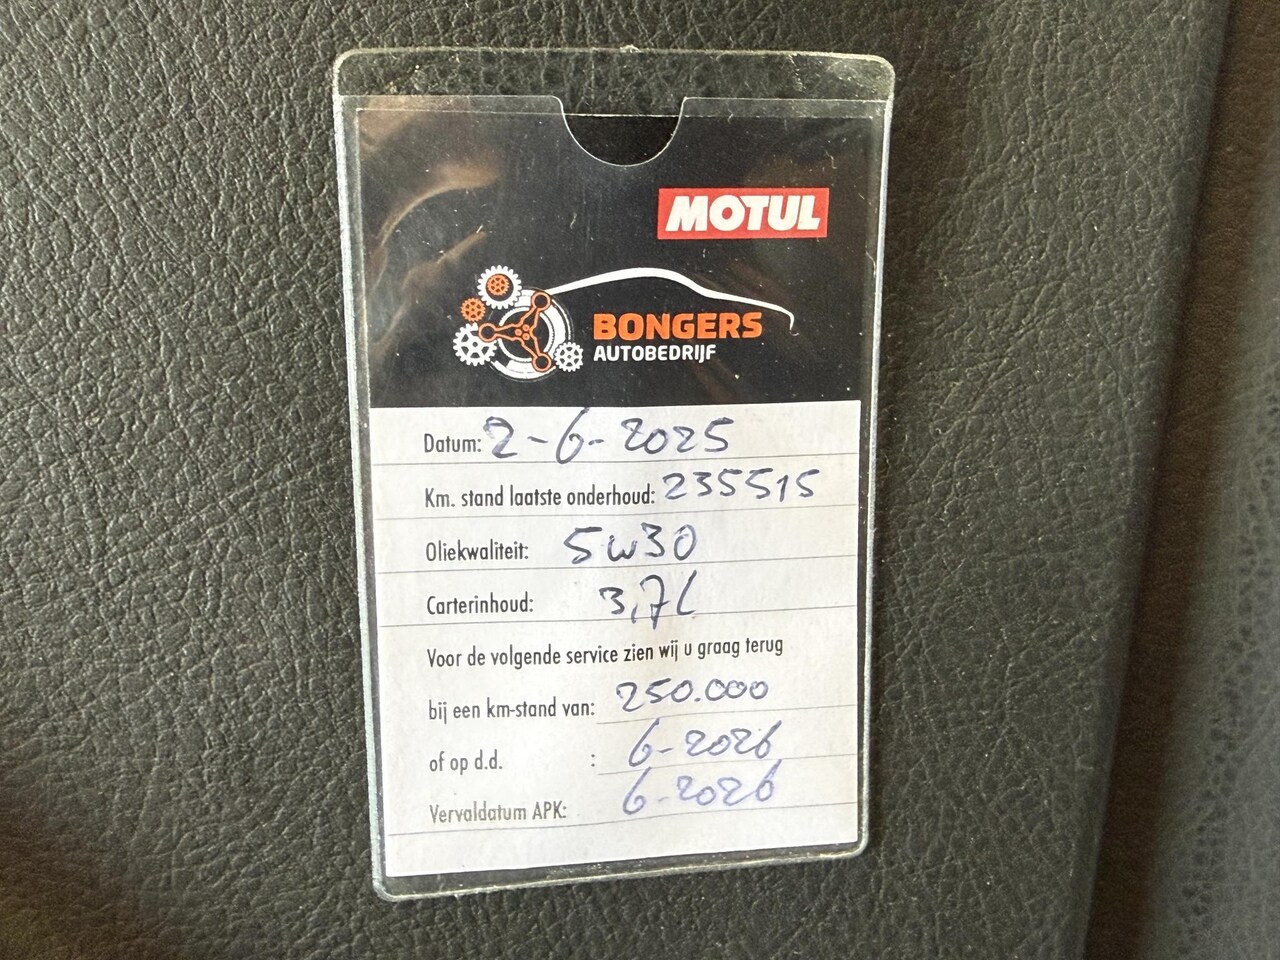 MOTUL
BONGERS
AUTOBEDRIJF
Datum: 2-6-2025
Km. stand laatste onderhoud: 235515
Oliekwaliteit: 5w30
Carterinhoud: 3,7L
Voor de volgende service zien wij u graag terug
bij een km-stand van: 250.000
of op d.d. : 6-2026
Vervaldatum APK: 6-2026